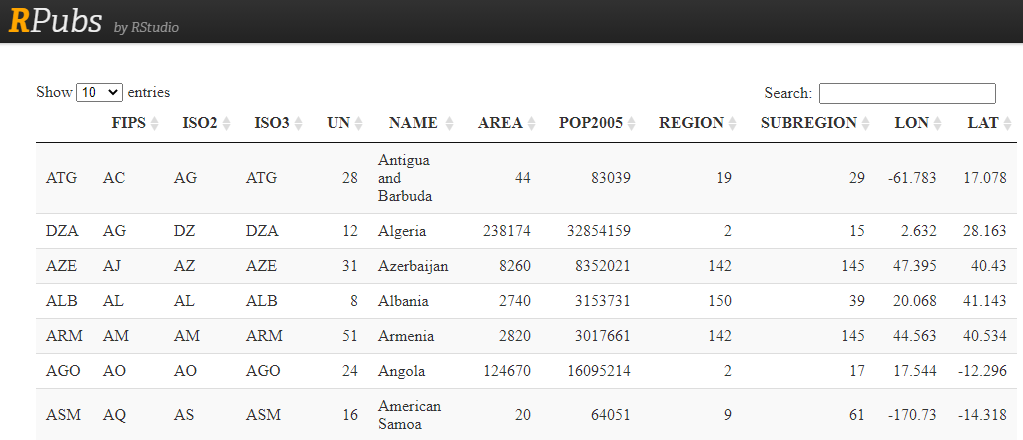 RPubs by RStudio
Show 10 entries Search:
FIPS ISO2 ISO3 UN NAME AREA POP2005 REGION SUBREGION LON LAT
ATG AC AG ATG 28 Antigua and Barbuda 44 83039 19 29 -61.783 17.078
DZA AG DZ DZA 12 Algeria 238174 32854159 2 15 2.632 28.163
AZE AJ AZ AZE 31 Azerbaijan 8260 8352021 142 145 47.395 40.43
ALB AL AL ALB 8 Albania 2740 3153731 150 39 20.068 41.143
ARM AM AM ARM 51 Armenia 2820 3017661 142 145 44.563 40.534
AGO AO AO AGO 24 Angola 124670 16095214 2 17 17.544 -12.296
ASM AQ AS ASM 16 American Samoa 20 64051 9 61 -170.73 -14.318